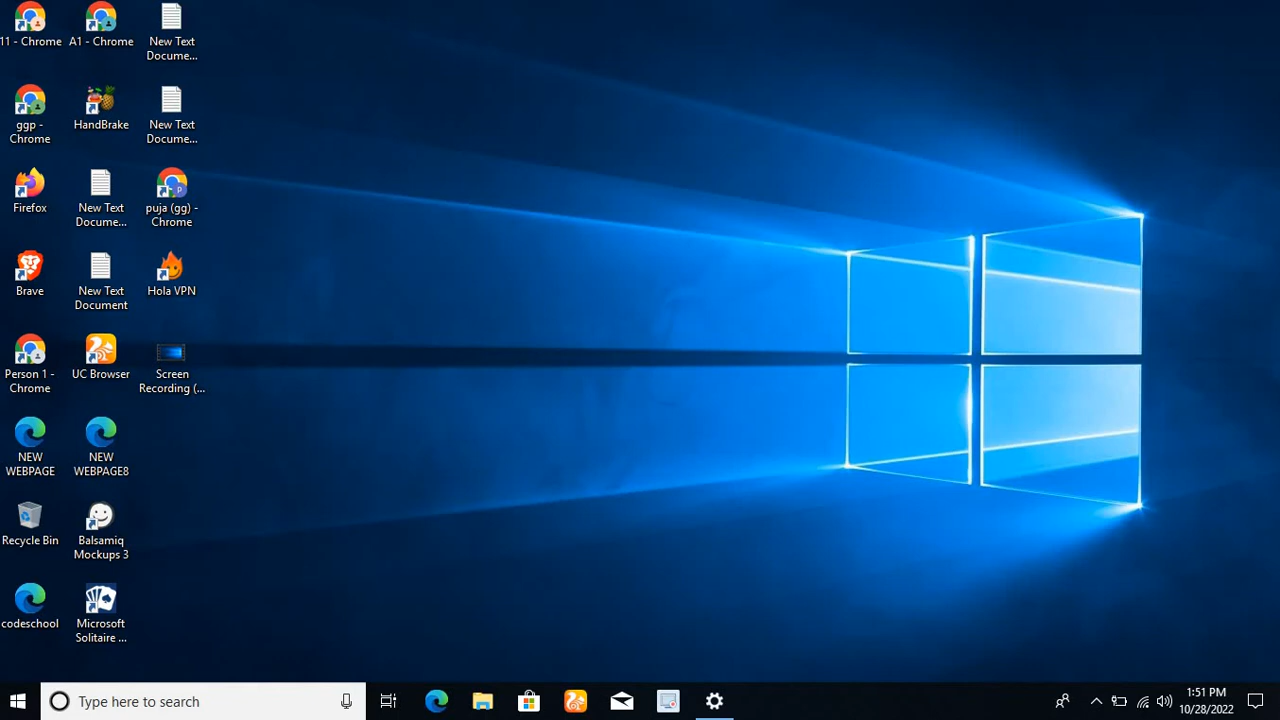 11 - Chrome
A1 - Chrome
New Text
Docume...
ggp -
Chrome
HandBrake
New Text
Docume...
Firefox
New Text
Docume...
puja (gg) -
Chrome
p
Brave
New Text
Document
Hola VPN
Person 1 -
Chrome
UC Browser
Screen
Recording (...
NEW
WEBPAGE
NEW
WEBPAGE8
Recycle Bin
Balsamiq
Mockups 3
codeschool
Microsoft
Solitaire ...
Type here to search
1:51 PM
10/28/2022